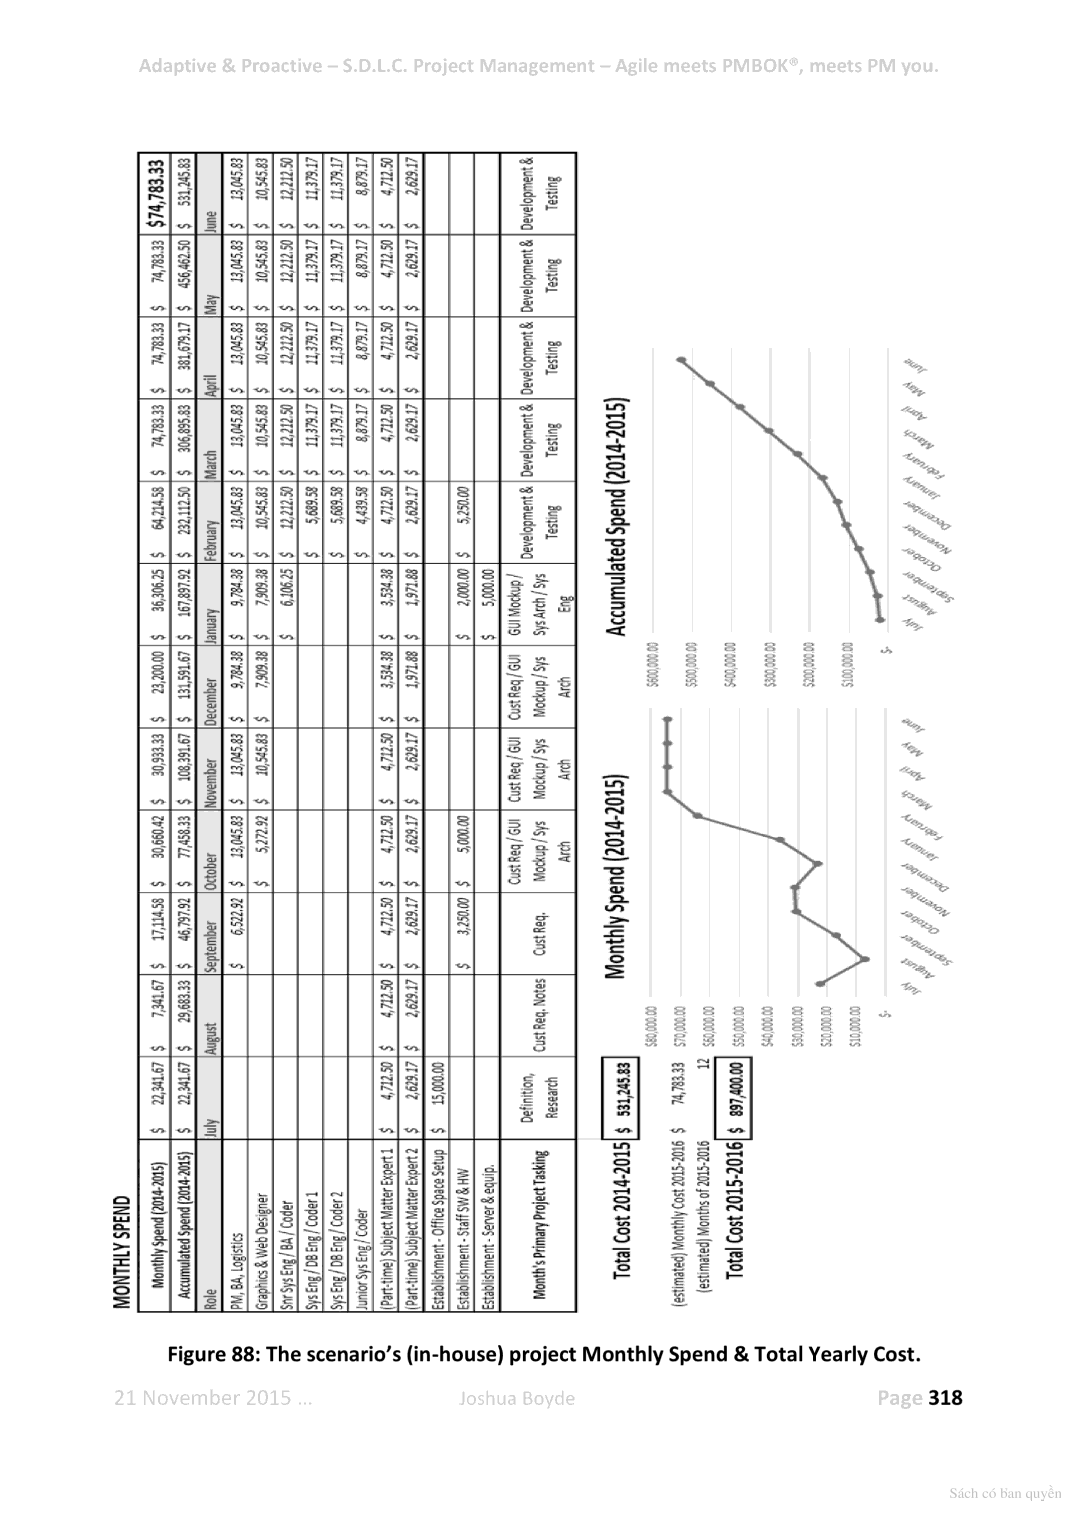 Adaptive & Proactive – S.D.L.C. Project Management – Agile meets PMBOK®, meets PM you.
MONTHLY SPEND
Monthly Spend (2014-2015) $ 22,341.67 $ 7,341.67 $ 17,114.58 $ 30,660.42 $ 30,933.33 $ 23,200.00 $ 36,306.25 $ 64,214.58 $ 74,783.33 $ 74,783.33 $ 74,783.33 $74,783.33
Accumulated Spend (2014-2015) $ 22,341.67 $ 29,683.33 $ 46,797.92 $ 77,458.33 $ 108,391.67 $ 131,591.67 $ 167,897.92 $ 232,112.50 $ 306,895.83 $ 381,679.17 $ 456,462.50 $ 531,245.83
Role July August September October November December January February March April May June
PM, BA, Logistics $ 6,522.92 $ 13,045.83 $ 13,045.83 $ 9,784.38 $ 9,784.38 $ 13,045.83 $ 13,045.83 $ 13,045.83 $ 13,045.83 $ 13,045.83
Graphics & Web Designer $ 5,272.92 $ 10,545.83 $ 7,909.38 $ 7,909.38 $ 10,545.83 $ 10,545.83 $ 10,545.83 $ 10,545.83 $ 10,545.83
Snr Sys Eng / BA / Coder $ 6,106.25 $ 12,212.50 $ 12,212.50 $ 12,212.50 $ 12,212.50 $ 12,212.50
Sys Eng / DB Eng / Coder 1 $ 5,689.58 $ 11,379.17 $ 11,379.17 $ 11,379.17 $ 11,379.17
Sys Eng / DB Eng / Coder 2 $ 5,689.58 $ 11,379.17 $ 11,379.17 $ 11,379.17 $ 11,379.17
Junior Sys Eng / Coder $ 4,439.58 $ 8,879.17 $ 8,879.17 $ 8,879.17 $ 8,879.17
(Part-time) Subject Matter Expert 1 $ 4,712.50 $ 4,712.50 $ 4,712.50 $ 4,712.50 $ 4,712.50 $ 3,534.38 $ 3,534.38 $ 4,712.50 $ 4,712.50 $ 4,712.50 $ 4,712.50 $ 4,712.50
(Part-time) Subject Matter Expert 2 $ 2,629.17 $ 2,629.17 $ 2,629.17 $ 2,629.17 $ 2,629.17 $ 1,971.88 $ 1,971.88 $ 2,629.17 $ 2,629.17 $ 2,629.17 $ 2,629.17 $ 2,629.17
Establishment - Office Space Setup $ 15,000.00
Establishment - Staff SW & HW $ 3,250.00 $ 5,000.00 $ 2,000.00 $ 5,250.00
Establishment - Server & equip. $ 5,000.00
Definition, Cust Req / GUI Cust Req / GUI Cust Req / GUI GUI Mockup / Development & Development & Development & Development & Development &
Month's Primary Project Tasking Research Cust Req. Notes Cust Req. Mockup / Sys Mockup / Sys Mockup / Sys Sys Arch / Sys Testing Testing Testing Testing Testing
Arch Arch Arch Eng
Total Cost 2014-2015 $ 531,245.83
(estimated) Monthly Cost 2015-2016 $ 74,783.33
(estimated) Months of 2015-2016 12
Total Cost 2015-2016 $ 897,400.00
Monthly Spend (2014-2015)
$80,000.00
$70,000.00
$60,000.00
$50,000.00
$40,000.00
$30,000.00
$20,000.00
$10,000.00
$-
July August September October November December January February March April May June
Accumulated Spend (2014-2015)
$600,000.00
$500,000.00
$400,000.00
$300,000.00
$200,000.00
$100,000.00
$-
July August September October November December January February March April May June
Figure 88: The scenario's (in-house) project Monthly Spend & Total Yearly Cost.
21 November 2015 ... Joshua Boyde Page 318
Sách có bản quyền